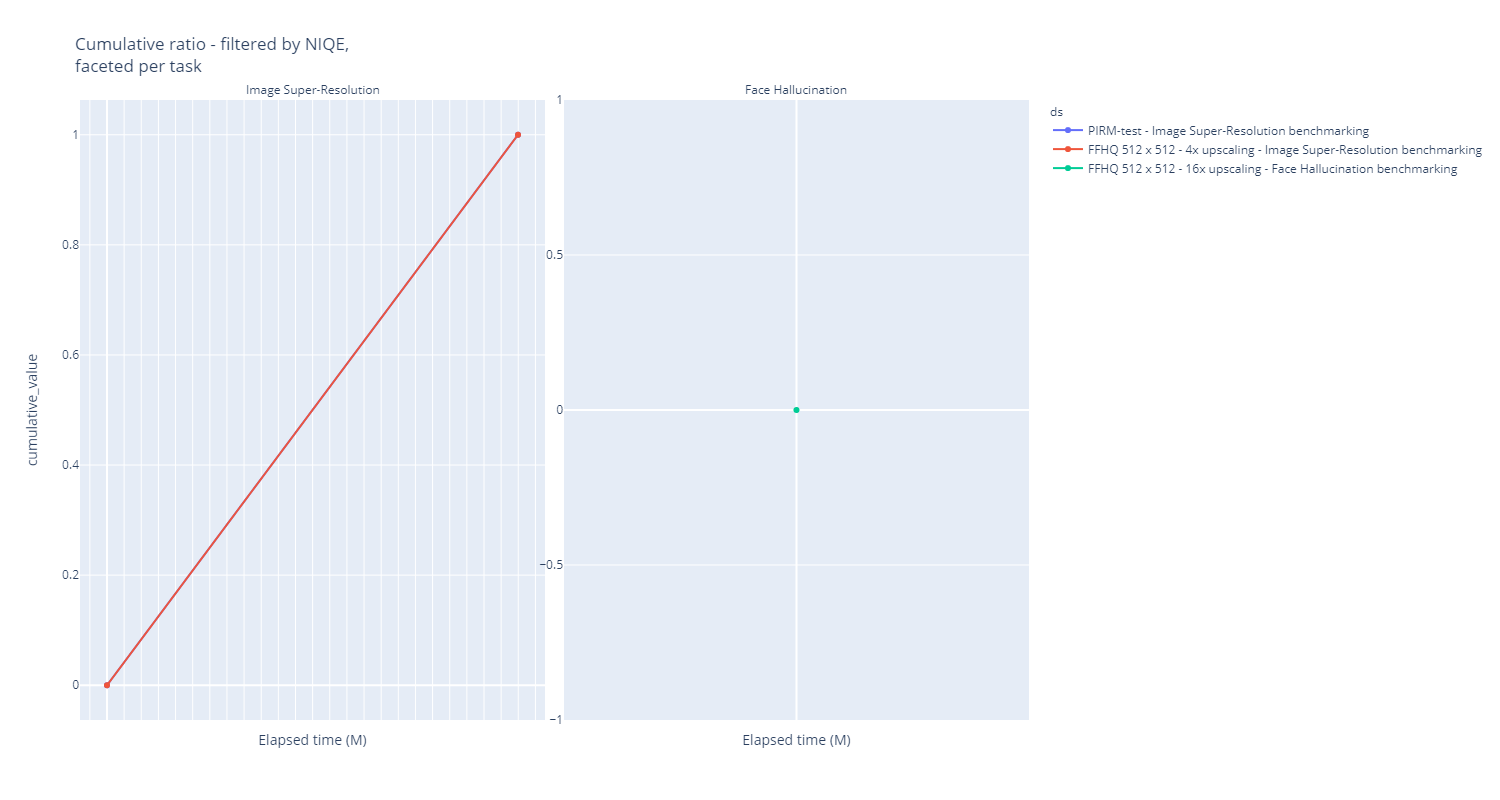 Cumulative ratio - filtered by NIQE,
faceted per task
Image Super-Resolution
Face Hallucination
1
0.8
0.6
0.4
0.2
0
cumulative_value
Elapsed time (M)
1
0.5
0
−0.5
−1
Elapsed time (M)
ds
PIRM-test - Image Super-Resolution benchmarking
FFHQ 512 x 512 - 4x upscaling - Image Super-Resolution benchmarking
FFHQ 512 x 512 - 16x upscaling - Face Hallucination benchmarking